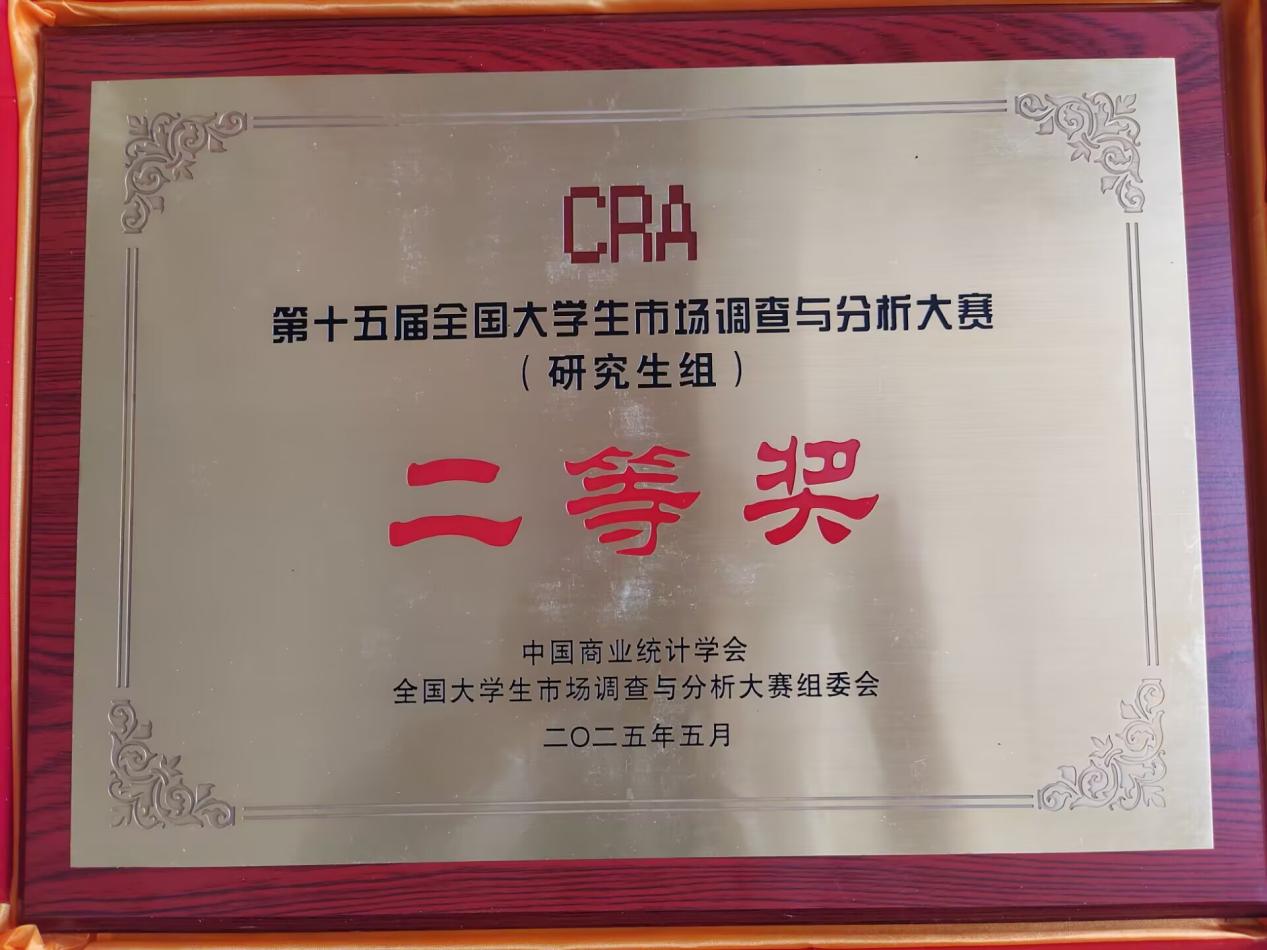 CRA
第十五届全国大学生市场调查与分析大赛
（研究生组）
二等奖
中国商业统计学会
全国大学生市场调查与分析大赛组委会
二〇二五年五月